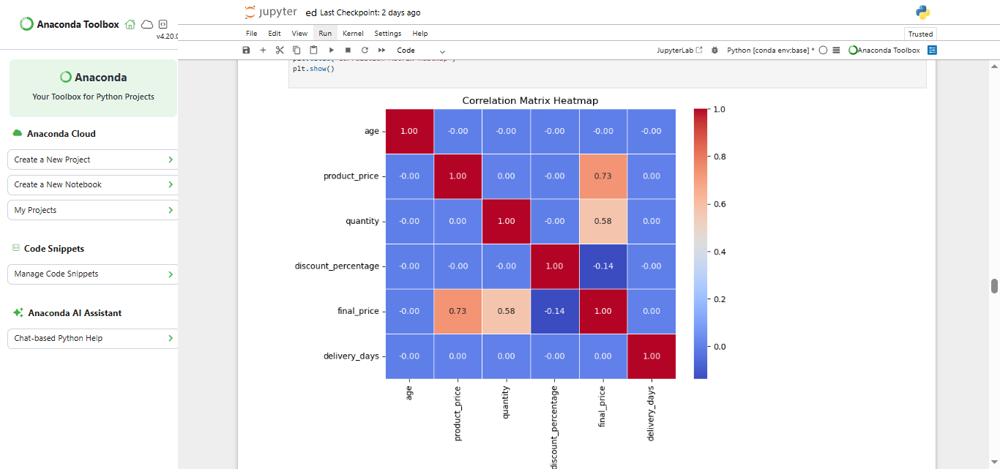 Anaconda Toolbox
v4.20.0
Anaconda
Your Toolbox for Python Projects
Anaconda Cloud
Create a New Project
Create a New Notebook
My Projects
Code Snippets
Manage Code Snippets
Anaconda AI Assistant
Chat-based Python Help
jupyter ed Last Checkpoint: 2 days ago
File Edit View Run Kernel Settings Help
Trusted
Code
JupyterLab Python [conda env:base] * Anaconda Toolbox
plt.show()
Correlation Matrix Heatmap
age 1.00 -0.00 -0.00 -0.00 -0.00 -0.00
product_price -0.00 1.00 0.00 -0.00 0.73 0.00
quantity -0.00 0.00 1.00 -0.00 0.58 0.00
discount_percentage -0.00 -0.00 -0.00 1.00 -0.14 -0.00
final_price -0.00 0.73 0.58 -0.14 1.00 0.00
delivery_days -0.00 0.00 0.00 -0.00 0.00 1.00
age product_price quantity discount_percentage final_price delivery_days
1.0
0.8
0.6
0.4
0.2
0.0